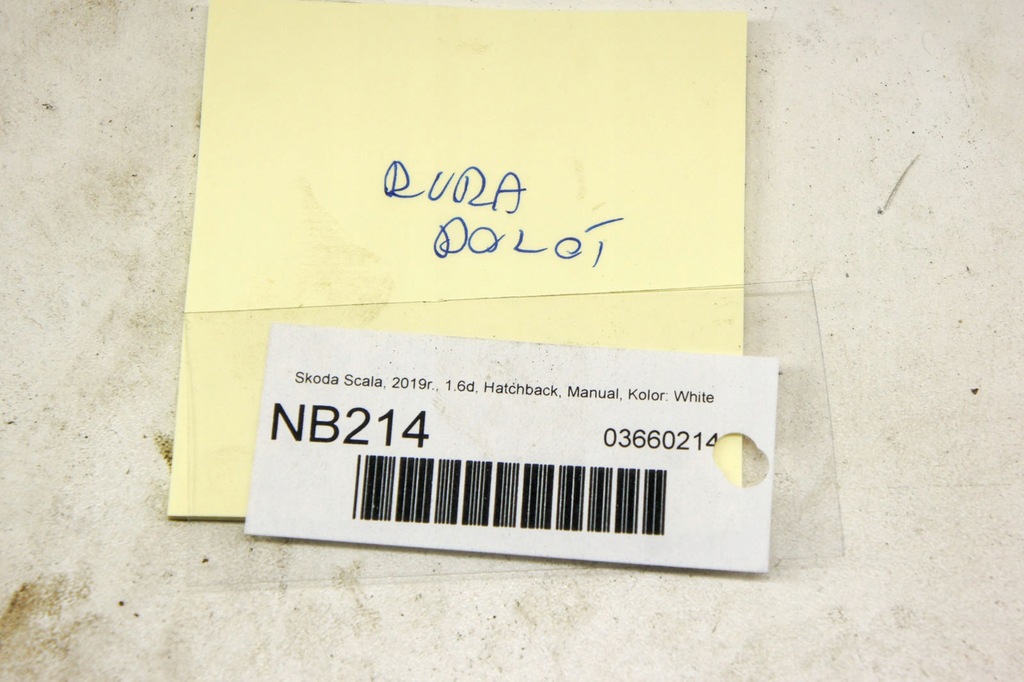 RURA
DOLOT
Skoda Scala, 2019r., 1.6d, Hatchback, Manual, Kolor: White
NB214
03660214